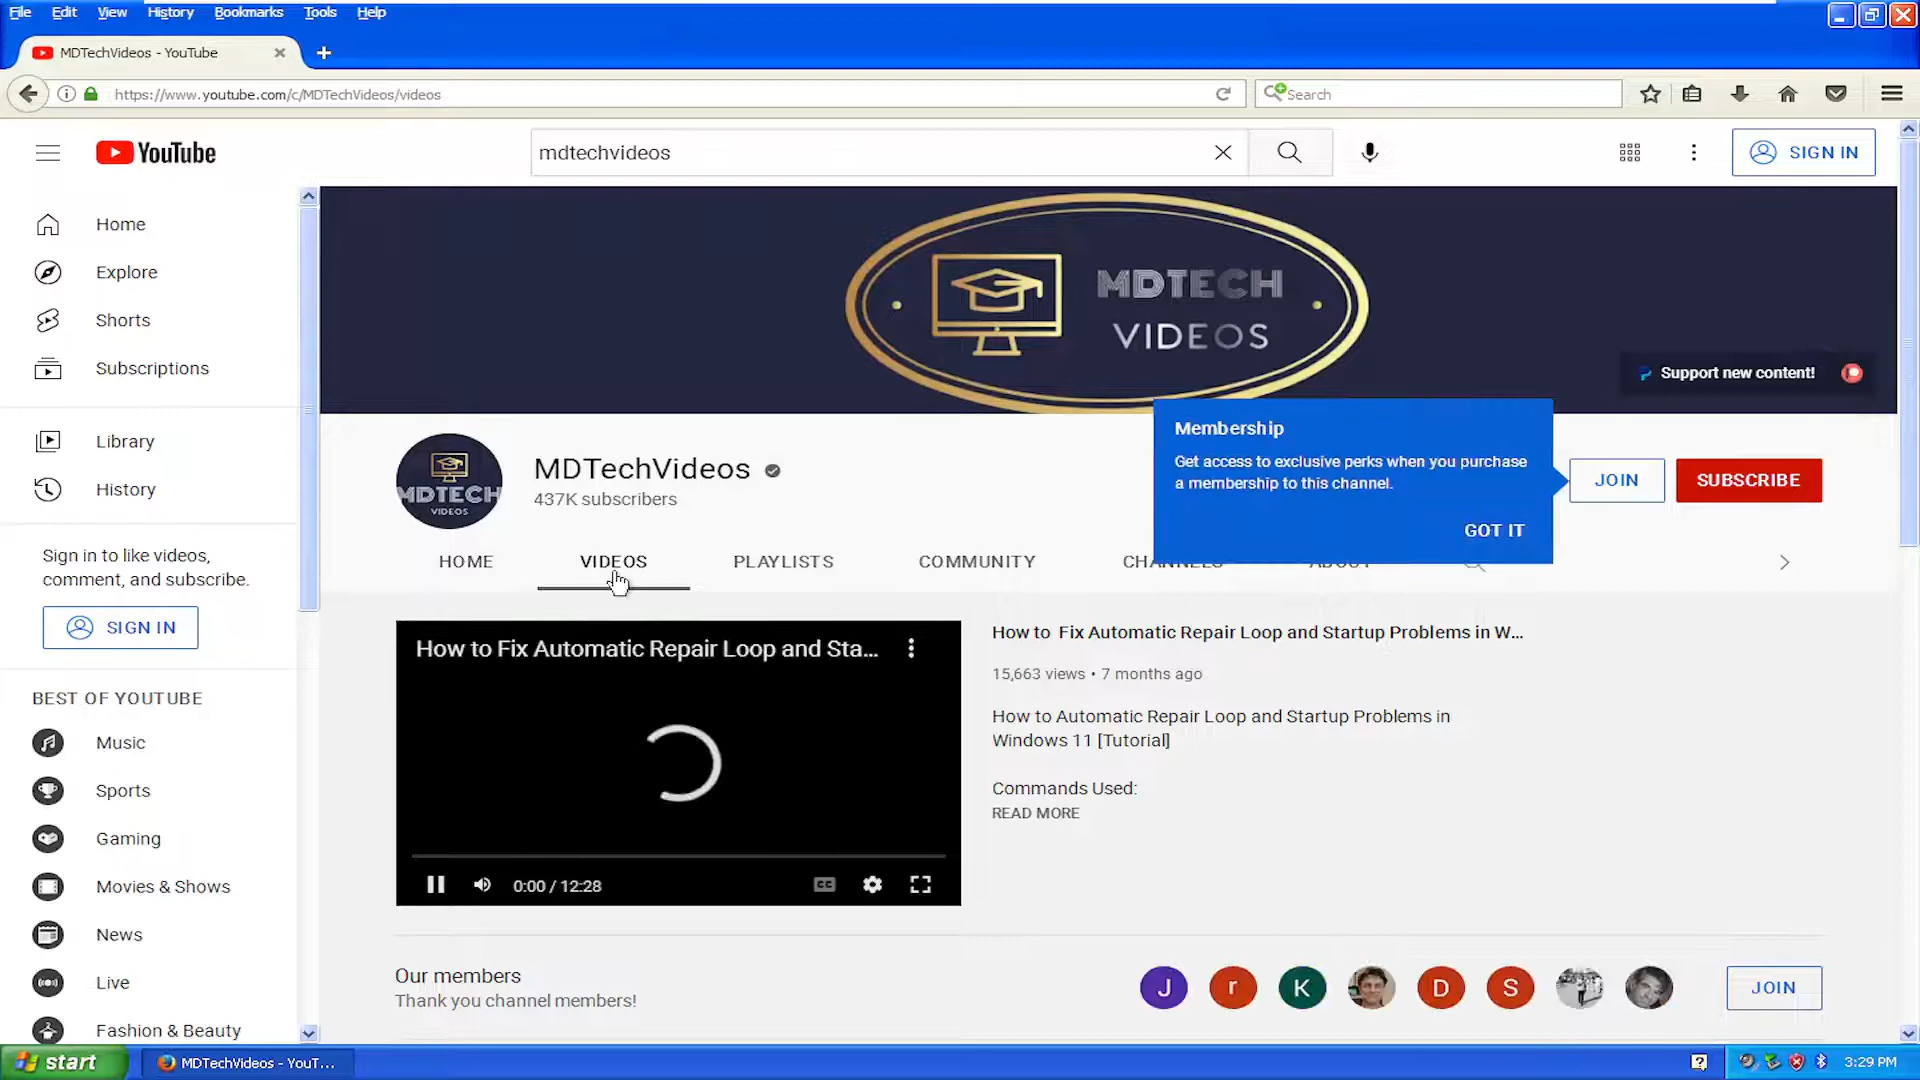 File Edit View History Bookmarks Tools Help
MDTechVideos - YouTube
https://www.youtube.com/c/MDTechVideos/videos
Search
YouTube
mdtechvideos
SIGN IN
Home
Explore
Shorts
Subscriptions
Library
History
Sign in to like videos,
comment, and subscribe.
SIGN IN
BEST OF YOUTUBE
Music
Sports
Gaming
Movies & Shows
News
Live
Fashion & Beauty
MDTECH
VIDEOS
Support new content!
MDTECH
VIDEOS
MDTechVideos
437K subscribers
Membership
Get access to exclusive perks when you purchase
a membership to this channel.
GOT IT
JOIN
SUBSCRIBE
HOME VIDEOS PLAYLISTS COMMUNITY CHANNELS ABOUT
How to Fix Automatic Repair Loop and Sta...
0:00 / 12:28
CC
How to Fix Automatic Repair Loop and Startup Problems in W...
15,663 views • 7 months ago
How to Automatic Repair Loop and Startup Problems in
Windows 11 [Tutorial]
Commands Used:
READ MORE
Our members
Thank you channel members!
J r K D S
JOIN
start
MDTechVideos - YouT...
3:29 PM